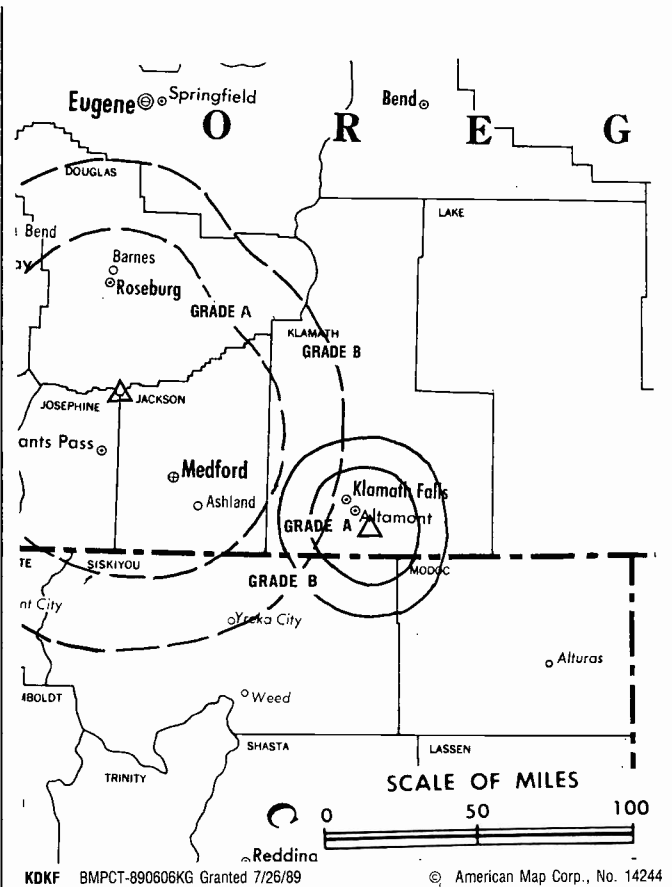 Eugene
Springfield
Bend
O R E G
DOUGLAS
LAKE
Bend
Barnes
Roseburg
GRADE A
KLAMATH
GRADE B
JOSEPHINE
JACKSON
ants Pass
Medford
Klamath Falls
Ashland
Altamont
GRADE A
TE
SISKIYOU
MODOC
GRADE B
nt City
Yreka City
Alturas
MBOLDT
Weed
SHASTA
LASSEN
TRINITY
SCALE OF MILES
C
0 50 100
Redding
KDKF BMPCT-890606KG Granted 7/26/89 © American Map Corp., No. 14244